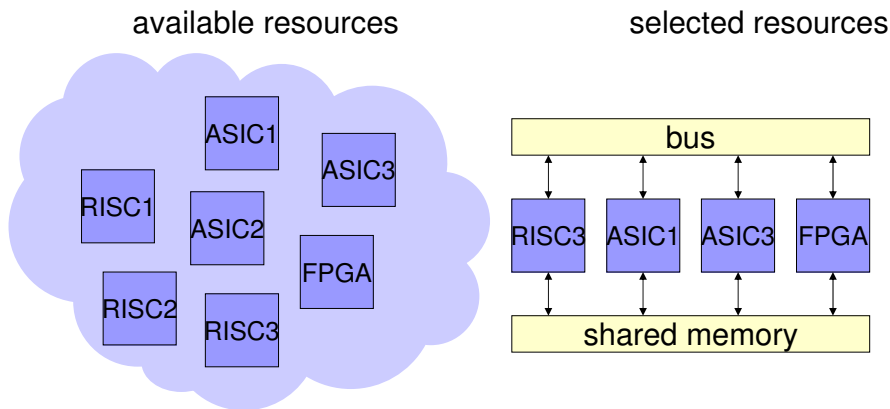 available resources
selected resources
ASIC1
ASIC3
RISC1
ASIC2
FPGA
RISC2
RISC3
bus
RISC3
ASIC1
ASIC3
FPGA
shared memory